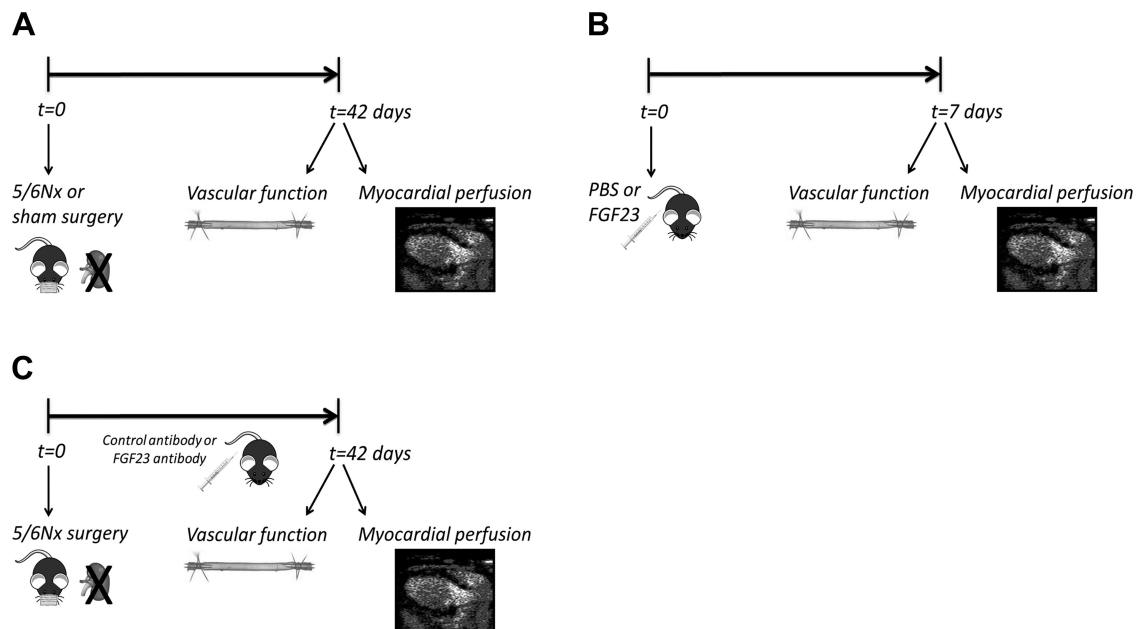 A
t=0
t=42 days
5/6Nx or
sham surgery
Vascular function
Myocardial perfusion
B
t=0
t=7 days
PBS or
FGF23
Vascular function
Myocardial perfusion
C
t=0
Control antibody or
FGF23 antibody
t=42 days
5/6Nx surgery
Vascular function
Myocardial perfusion